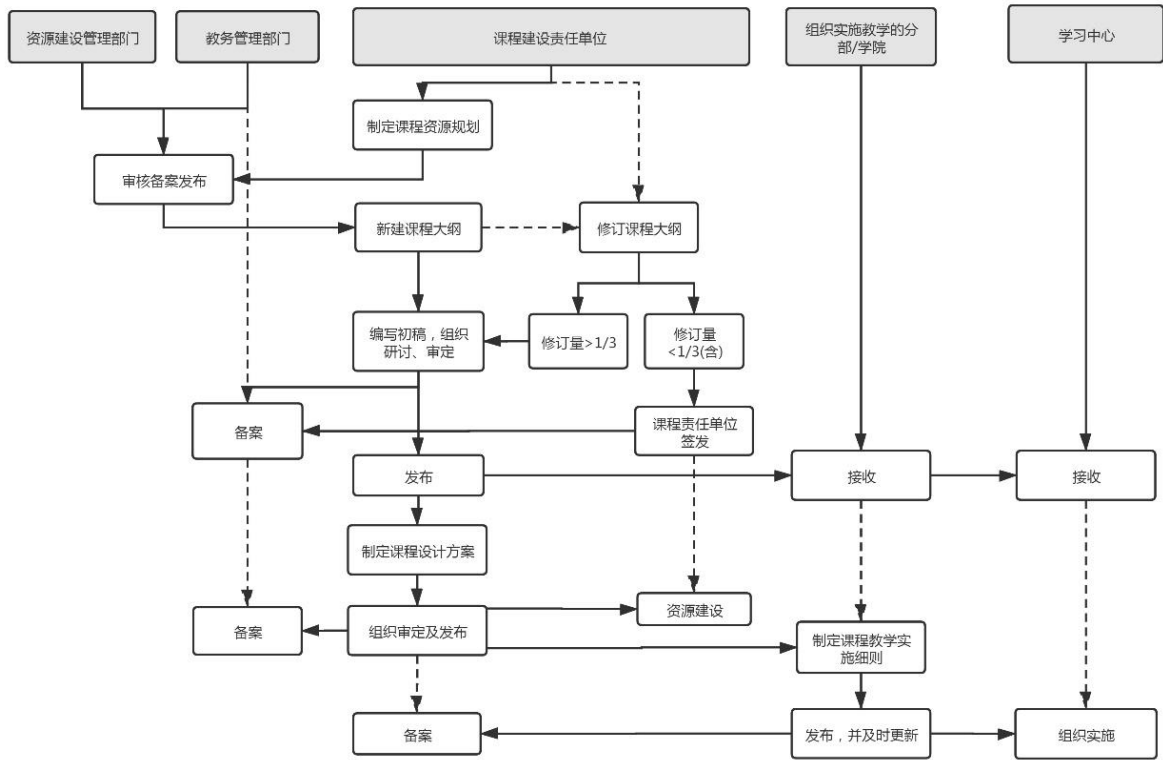 资源建设管理部门
教务管理部门
课程建设责任单位
组织实施教学的分
部/学院
学习中心
制定课程资源规划
审核备案发布
新建课程大纲
修订课程大纲
编写初稿，组织
研讨、审定
修订量>1/3
修订量
<1/3(含)
备案
课程责任单位
签发
发布
接收
接收
制定课程设计方案
备案
组织审定及发布
资源建设
制定课程教学实
施细则
备案
发布，并及时更新
组织实施